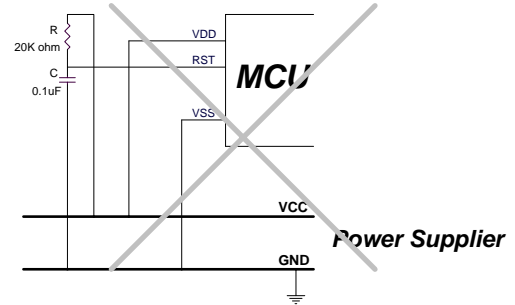 R
20K ohm
C
0.1uF
VDD
RST
VSS
MCU
VCC
Power Supplier
GND